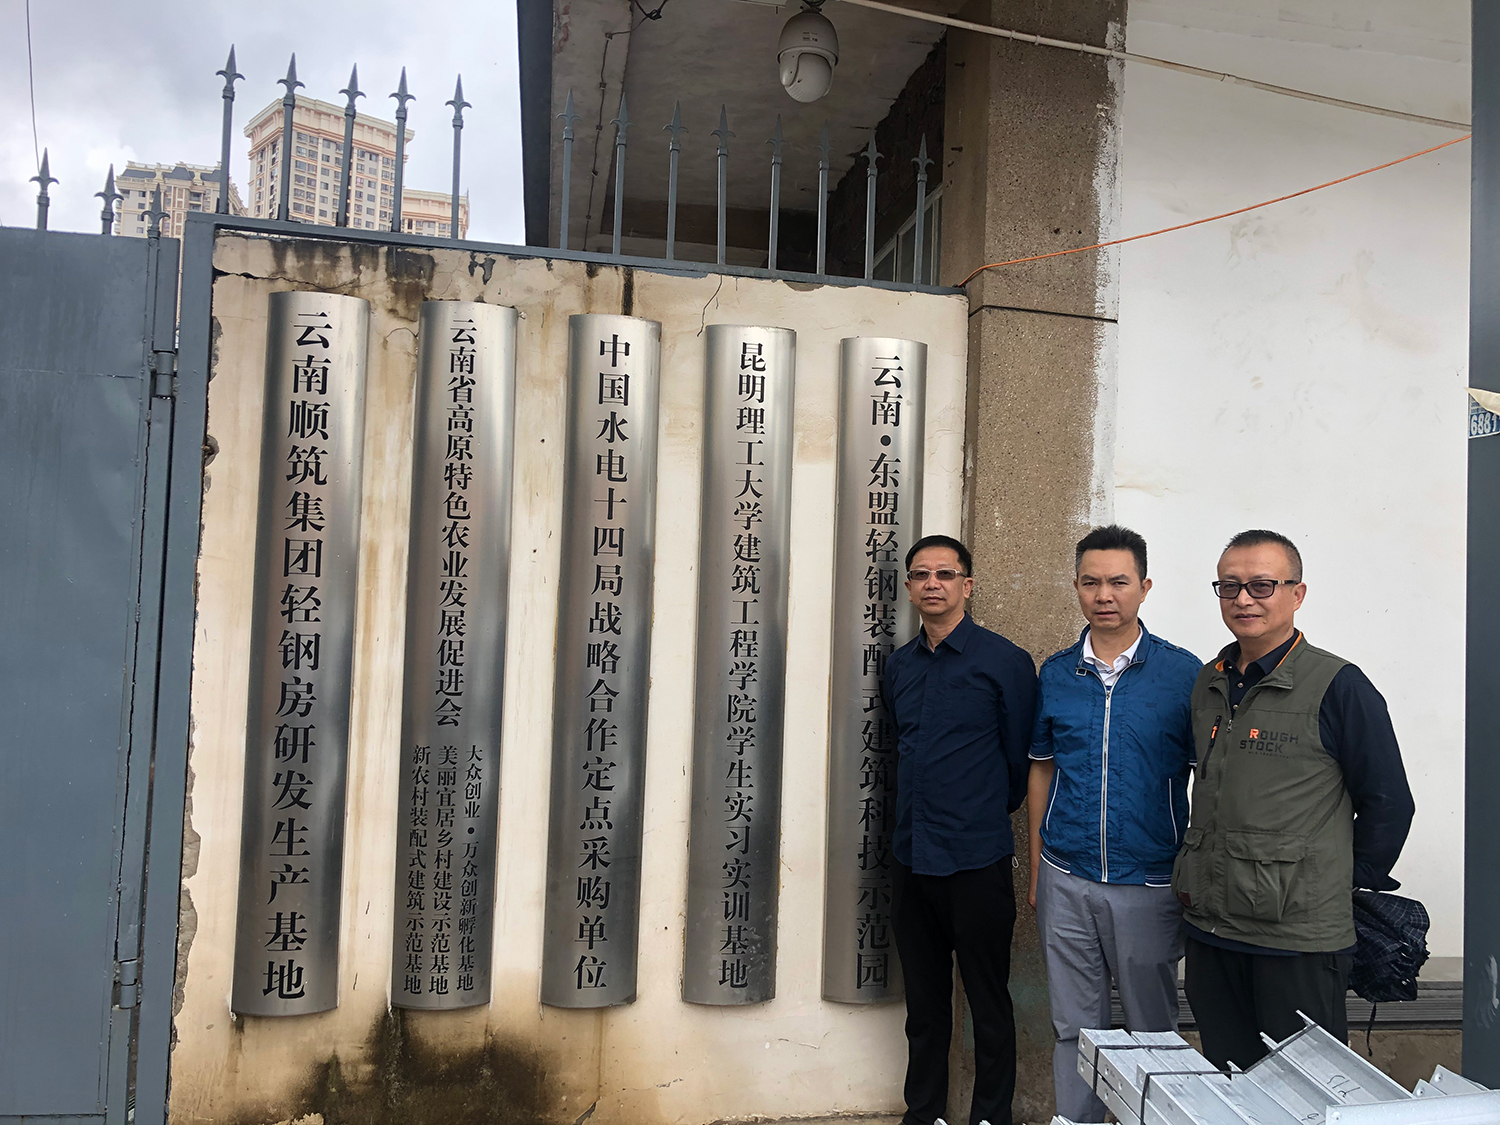 云南顺筑集团轻钢房研发生产基地
云南省高原特色农业发展促进会
大众创业·万众创新孵化基地
美丽宜居乡村建设示范基地
新农村装配式建筑示范基地
中国水电十四局战略合作定点采购单位
昆明理工大学建筑工程学院学生实习实训基地
云南·东盟轻钢装配式建筑科技示范园
ROUGH
STOCK
6881